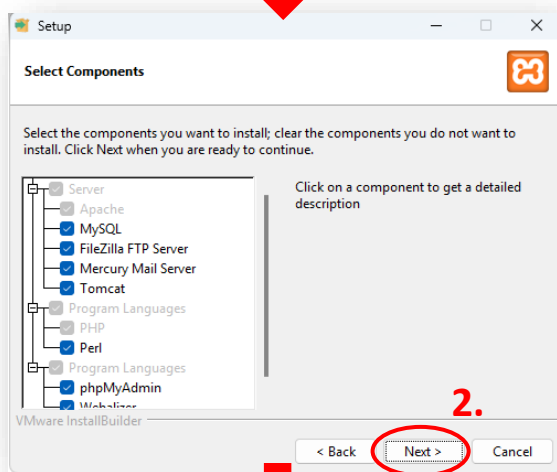 Setup
Select Components
Select the components you want to install; clear the components you do not want to
install. Click Next when you are ready to continue.
Server
Apache
MySQL
FileZilla FTP Server
Mercury Mail Server
Tomcat
Program Languages
PHP
Perl
Program Languages
phpMyAdmin
Webalizer
Click on a component to get a detailed
description
2.
VMware InstallBuilder
< Back
Next >
Cancel